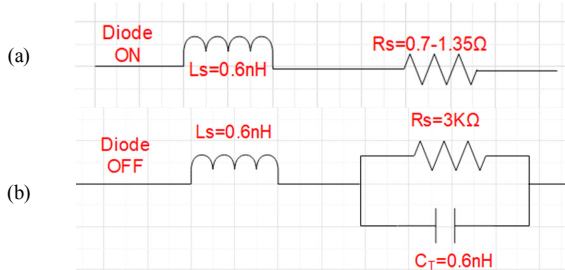 (a)
Diode
ON
Ls=0.6nH
Rs=0.7-1.35Ω
(b)
Diode
OFF
Ls=0.6nH
Rs=3KΩ
C_T=0.6nH